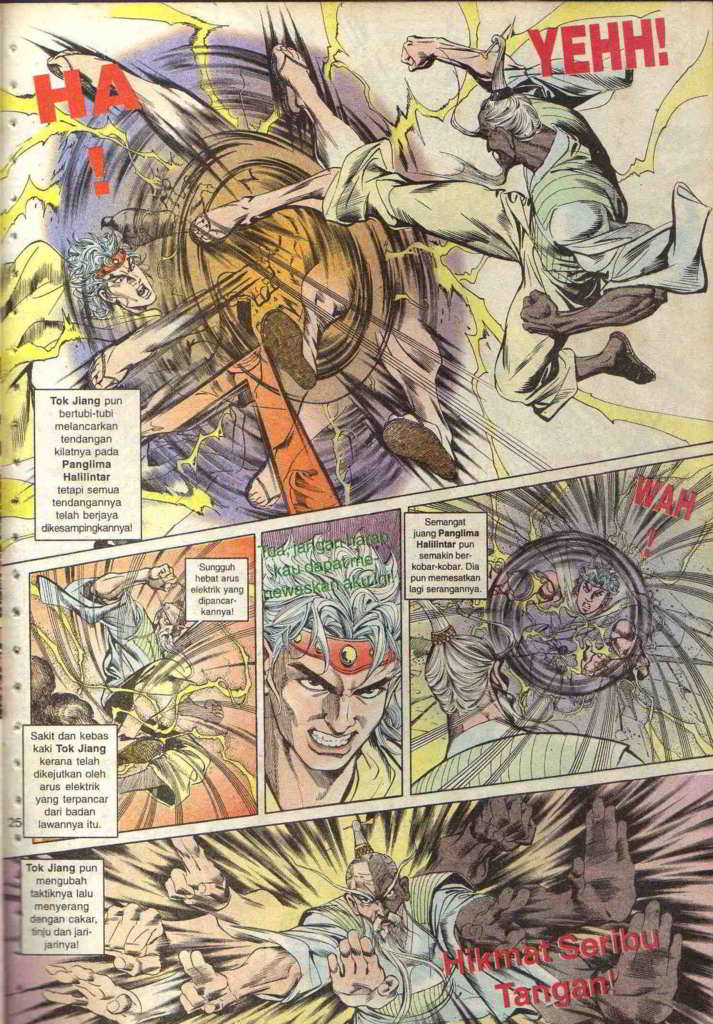 HA
!
YEHH!
Tok Jiang pun
bertubi-tubi
melancarkan
tendangan
kilatnya pada
Panglima
Halilintar
tetapi semua
tendangannya
telah berjaya
dikesampingkannya!
Sungguh
hebat arus
elektrik yang
dipancar-
kannya!
Sakit dan kebas
kaki Tok Jiang
kerana telah
dikejutkan oleh
arus elektrik
yang terpancar
dari badan
lawannya itu.
Tua, jangan harap
kau dapat me-
newaskan aku ini!
Semangat
juang Panglima
Halilintar pun
semakin ber-
kobar-kobar. Dia
pun memesatkan
lagi serangannya.
WAH
!
25
Tok Jiang pun
mengubah
taktiknya lalu
menyerang
dengan cakar,
tinju dan jari-
jarinya!
Hikmat Seribu
Tangan!